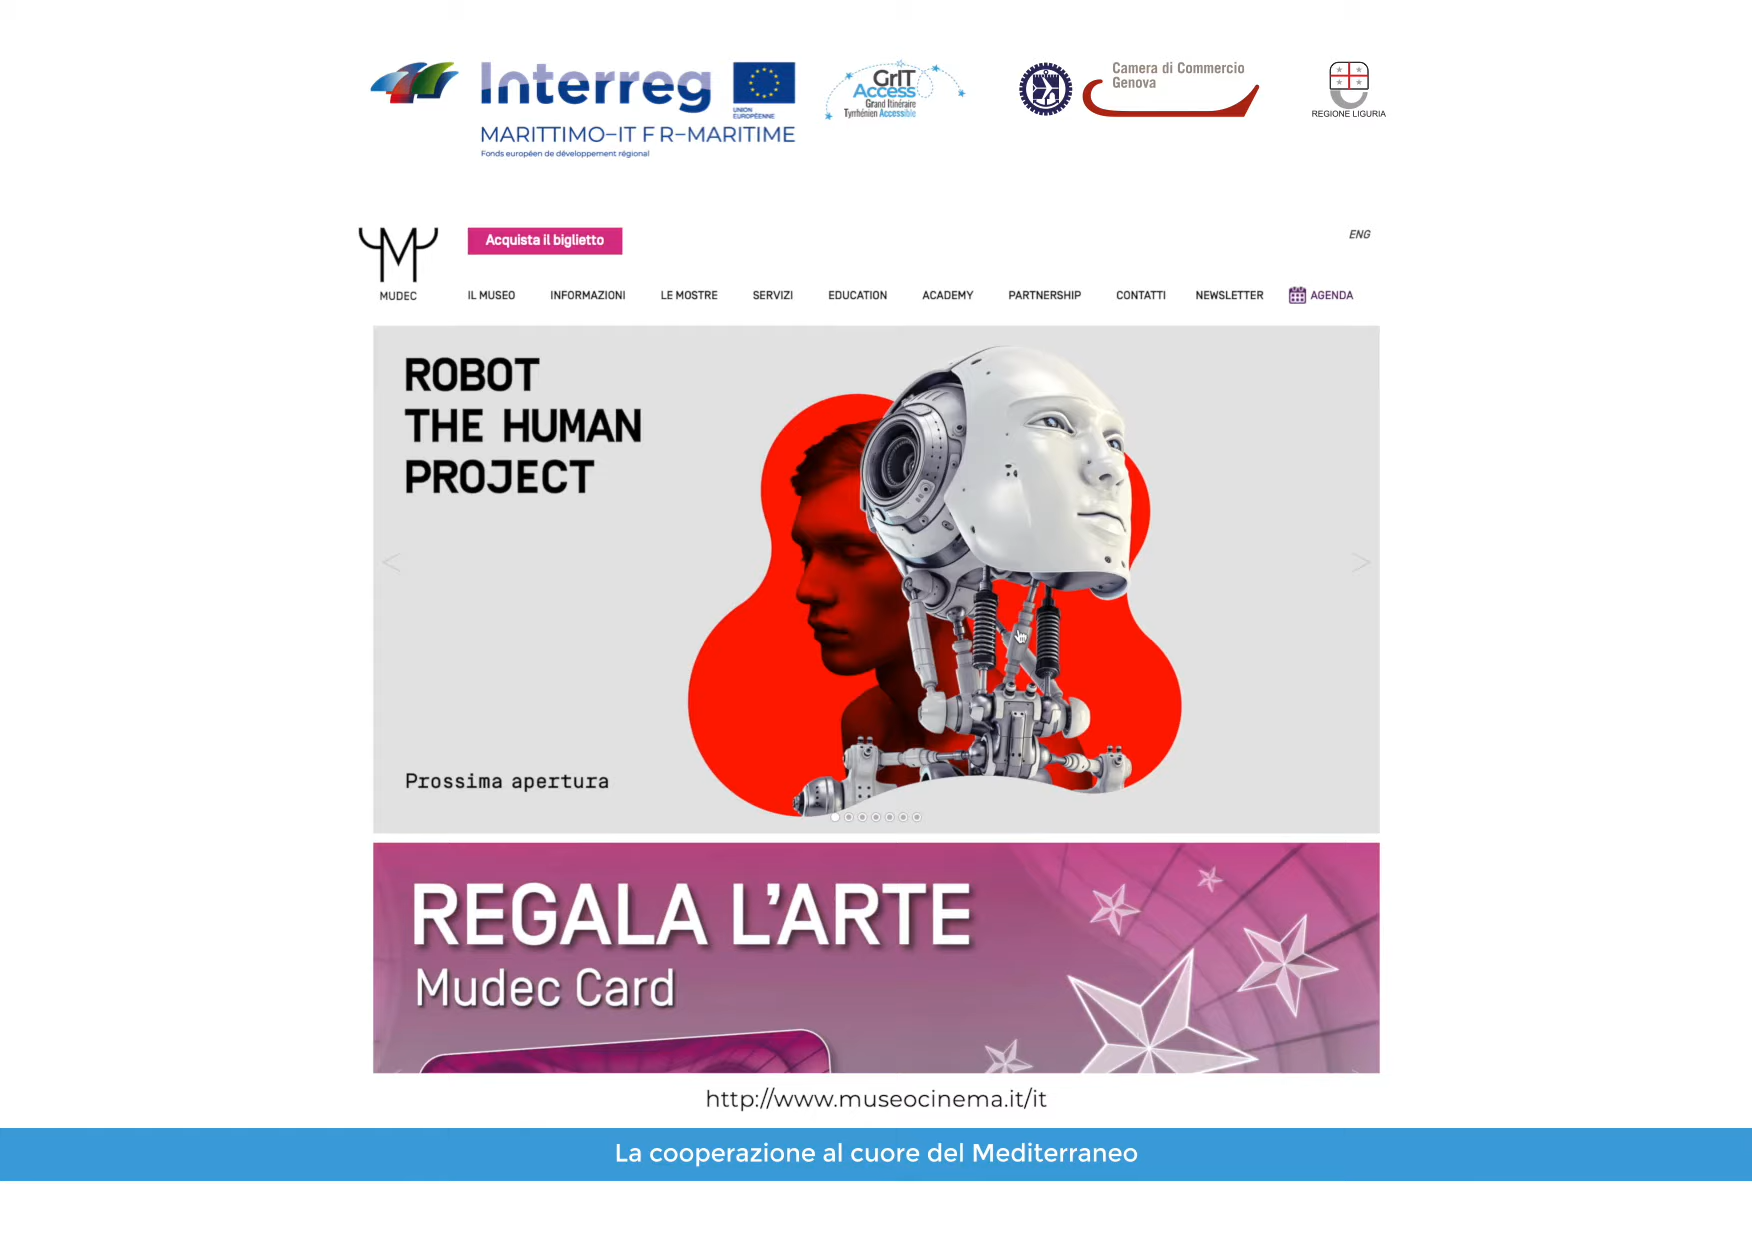 Interreg
UNION
EUROPÉENNE
MARITTIMO-IT FR-MARITIME
Fonds européen de développement régional
GrIT
Access
Grand Itinéraire
Tyrrhénien Accessible
Camera di Commercio
Genova
REGIONE LIGURIA
MUDEC
Acquista il biglietto
ENG
IL MUSEO INFORMAZIONI LE MOSTRE SERVIZI EDUCATION ACADEMY PARTNERSHIP CONTATTI NEWSLETTER AGENDA
ROBOT
THE HUMAN
PROJECT
< >
Prossima apertura
REGALA L'ARTE
Mudec Card
http://www.museocinema.it/it
La cooperazione al cuore del Mediterraneo